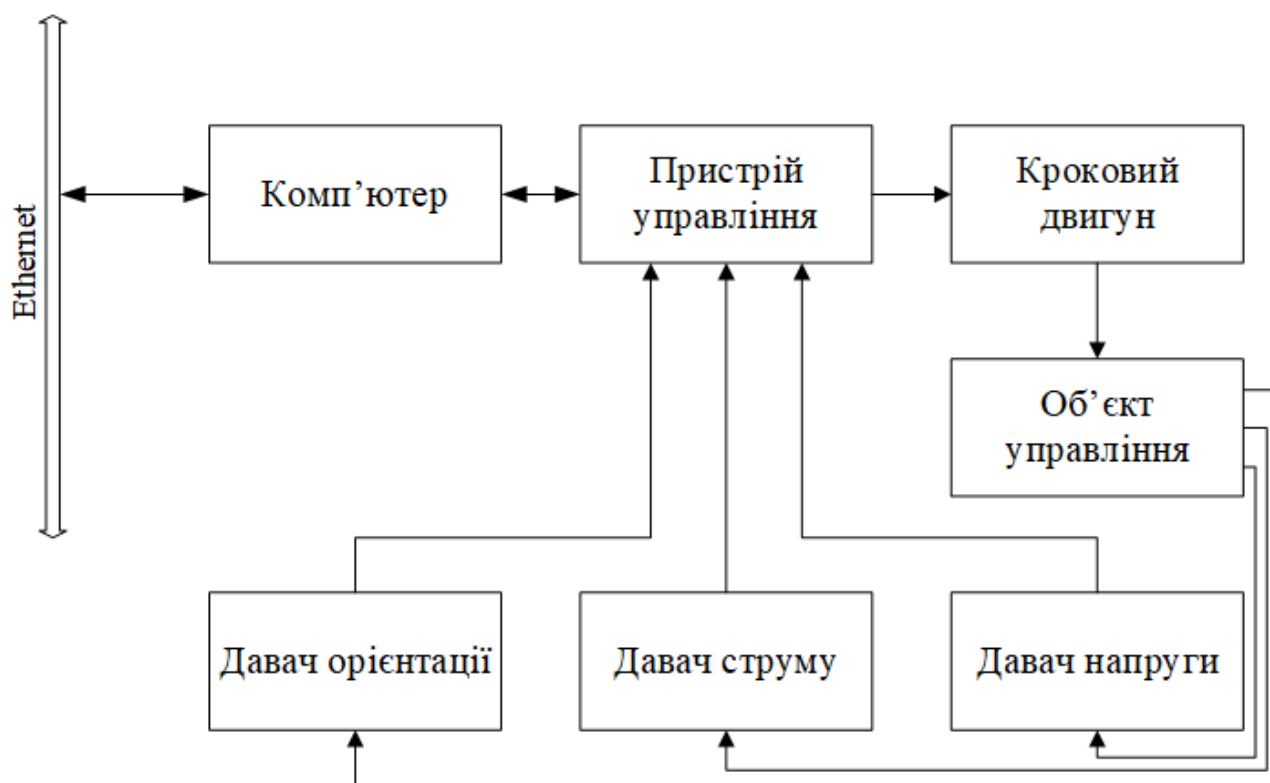 Ethernet
Комп’ютер
Пристрій
управління
Кроковий
двигун
Об’єкт
управління
Давач орієнтації
Давач струму
Давач напруги